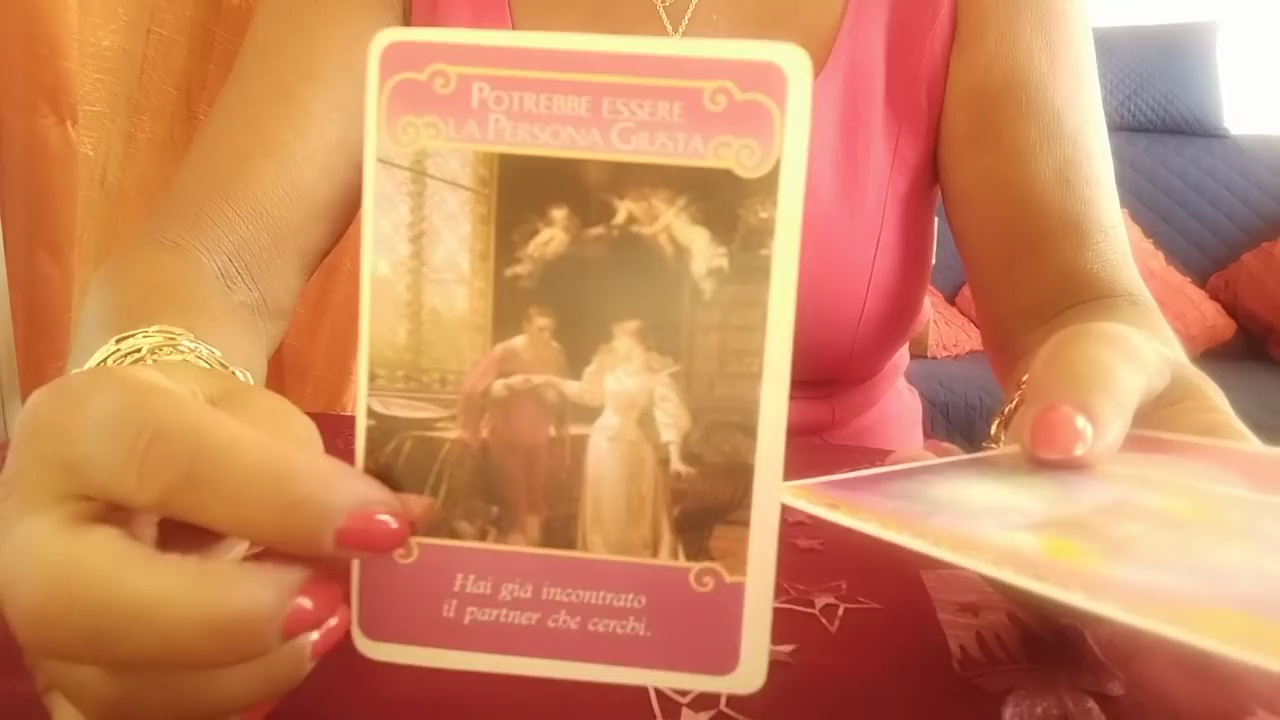 POTREBBE ESSERE
LA PERSONA GIUSTA
Hai già incontrato
il partner che cerchi.